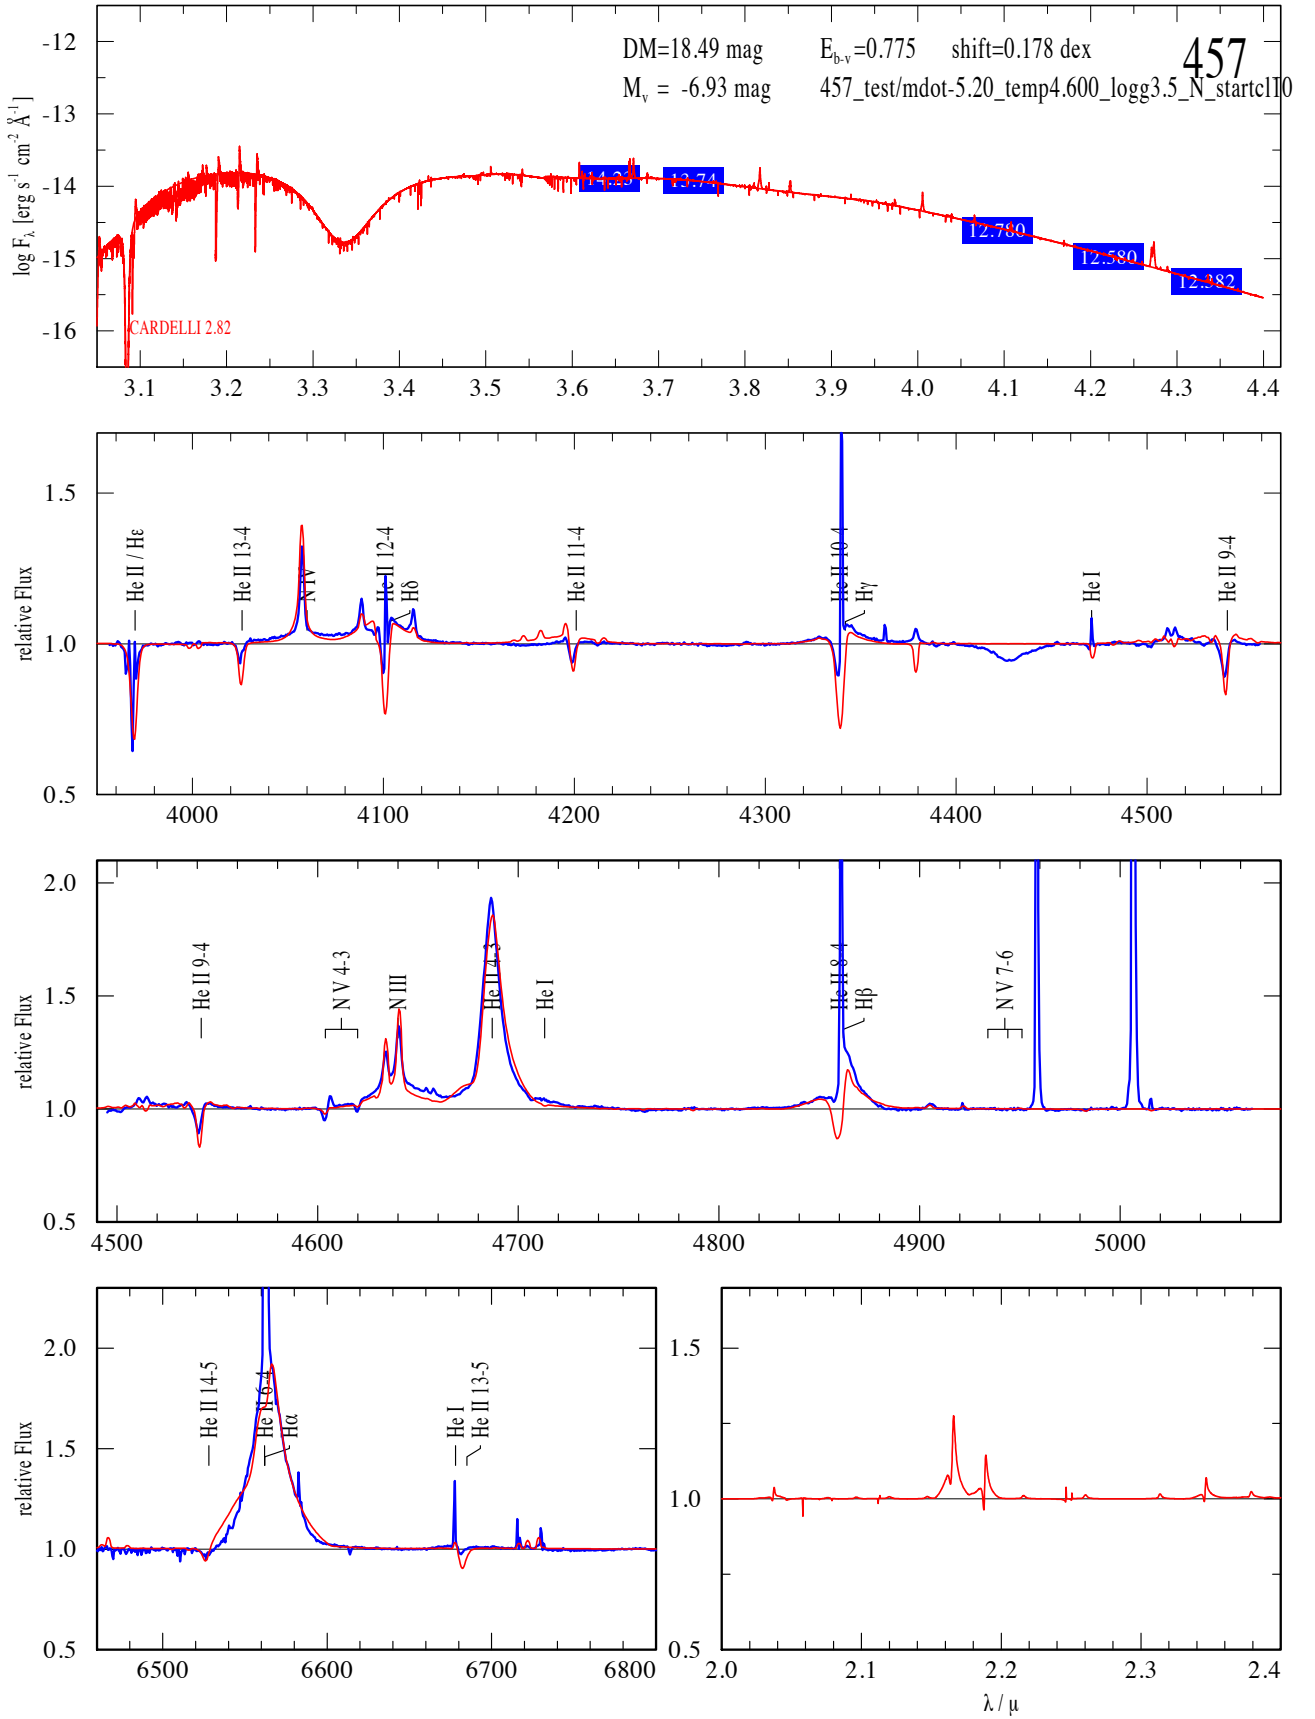 DM=18.49 mag E_b-v=0.775 shift=0.178 dex 457
M_v = -6.93 mag 457_test/mdot-5.20_temp4.600_logg3.5_N_startcl10
log F_λ [erg s⁻¹ cm⁻² Å⁻¹]
-12
-13
-14
-15
-16
14.23 13.74 12.780 12.580 12.382
CARDELLI 2.82
3.1 3.2 3.3 3.4 3.5 3.6 3.7 3.8 3.9 4.0 4.1 4.2 4.3 4.4
relative Flux
1.5
1.0
0.5
He II / Hε
He II 13-4
N IV
He II 12-4
Hδ
He II 11-4
He II 10-4
Hγ
He I
He II 9-4
4000 4100 4200 4300 4400 4500
relative Flux
2.0
1.5
1.0
0.5
He II 9-4
N V 4-3
N III
He II 4-3
He I
He II 8-4
Hβ
N V 7-6
4500 4600 4700 4800 4900 5000
relative Flux
2.0
1.5
1.0
0.5
He II 14-5
He II 6-4
Hα
He I
He II 13-5
6500 6600 6700 6800
1.5
1.0
0.5
2.0 2.1 2.2 2.3 2.4
λ / μ